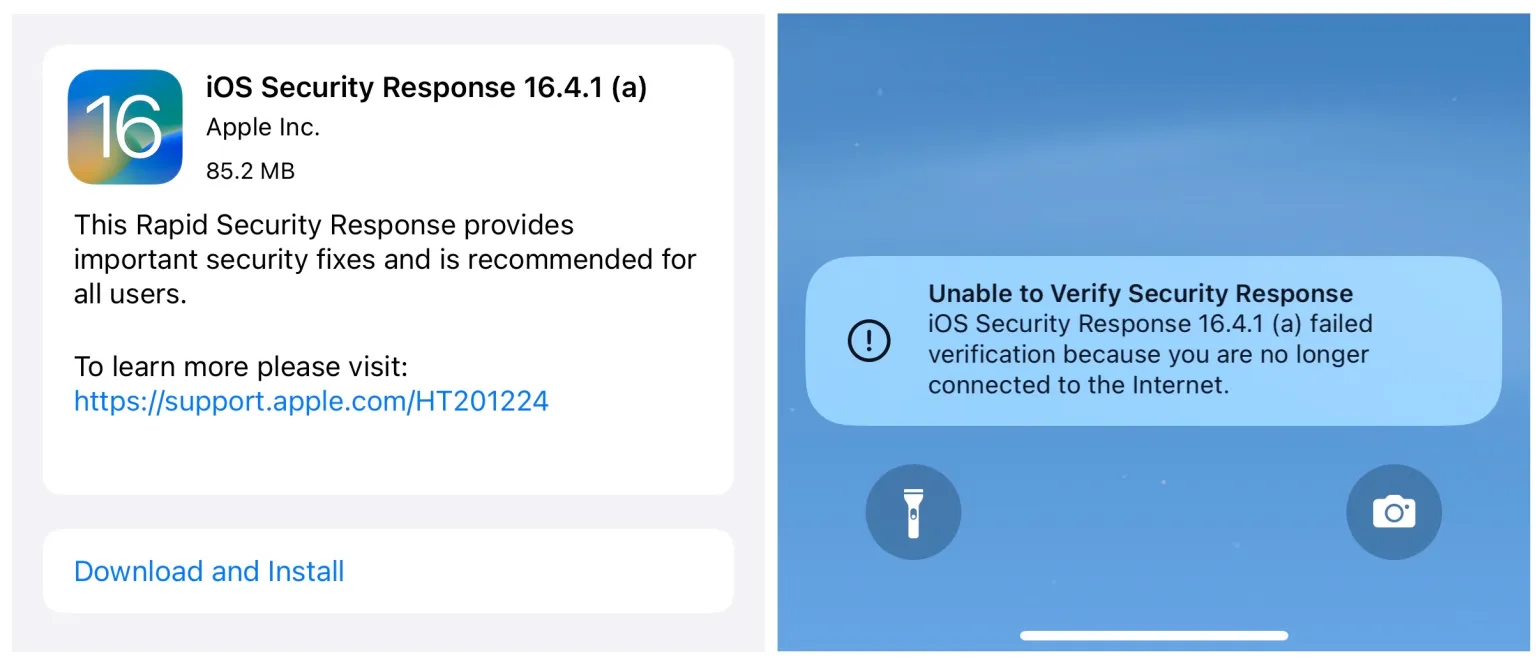 16
iOS Security Response 16.4.1 (a)
Apple Inc.
85.2 MB
This Rapid Security Response provides
important security fixes and is recommended for
all users.
To learn more please visit:
https://support.apple.com/HT201224
Download and Install
Unable to Verify Security Response
iOS Security Response 16.4.1 (a) failed
verification because you are no longer
connected to the Internet.